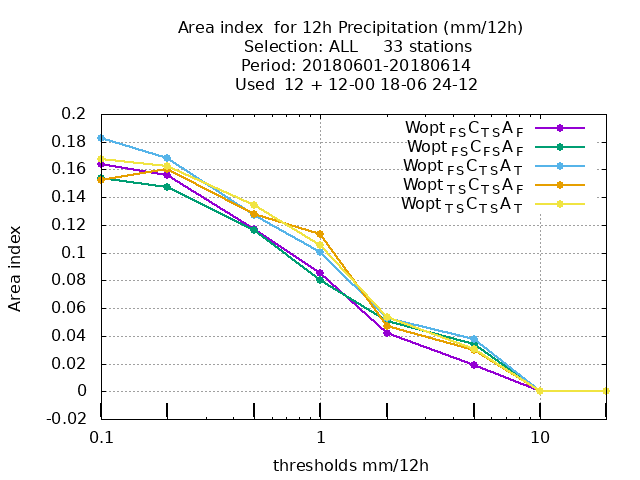 Area index  for 12h Precipitation (mm/12h)
Selection: ALL     33 stations
Period: 20180601-20180614
Used  12 + 12-00 18-06 24-12
Wopt FS C TS A F
Wopt FS C FS A F
Wopt FS C TS A T
Wopt TS C TS A F
Wopt TS C TS A T
0.2
0.18
0.16
0.14
0.12
0.1
0.08
0.06
0.04
0.02
0
-0.02
Area index
0.1 1 10
thresholds mm/12h